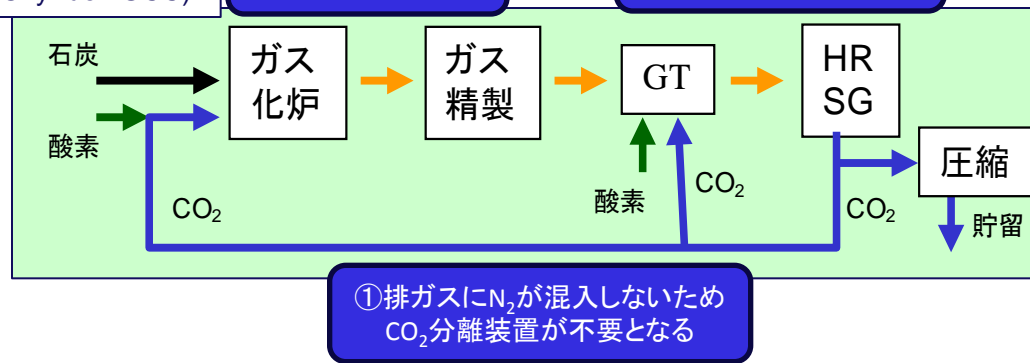 石炭
酸素
ガス
化炉
ガス
精製
GT
HR
SG
圧縮
貯留
CO₂
酸素
CO₂
CO₂
①排ガスにN₂が混入しないため
CO₂分離装置が不要となる